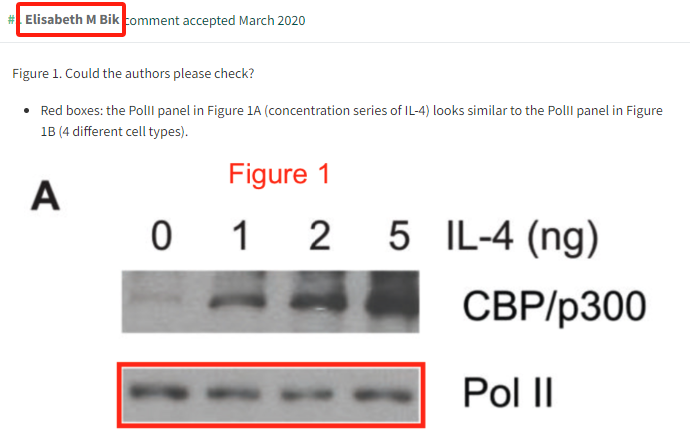 # Elisabeth M Bik comment accepted March 2020
Figure 1. Could the authors please check?
• Red boxes: the PolII panel in Figure 1A (concentration series of IL-4) looks similar to the PolII panel in Figure
1B (4 different cell types).
Figure 1
A
0 1 2 5 IL-4 (ng)
CBP/p300
Pol II